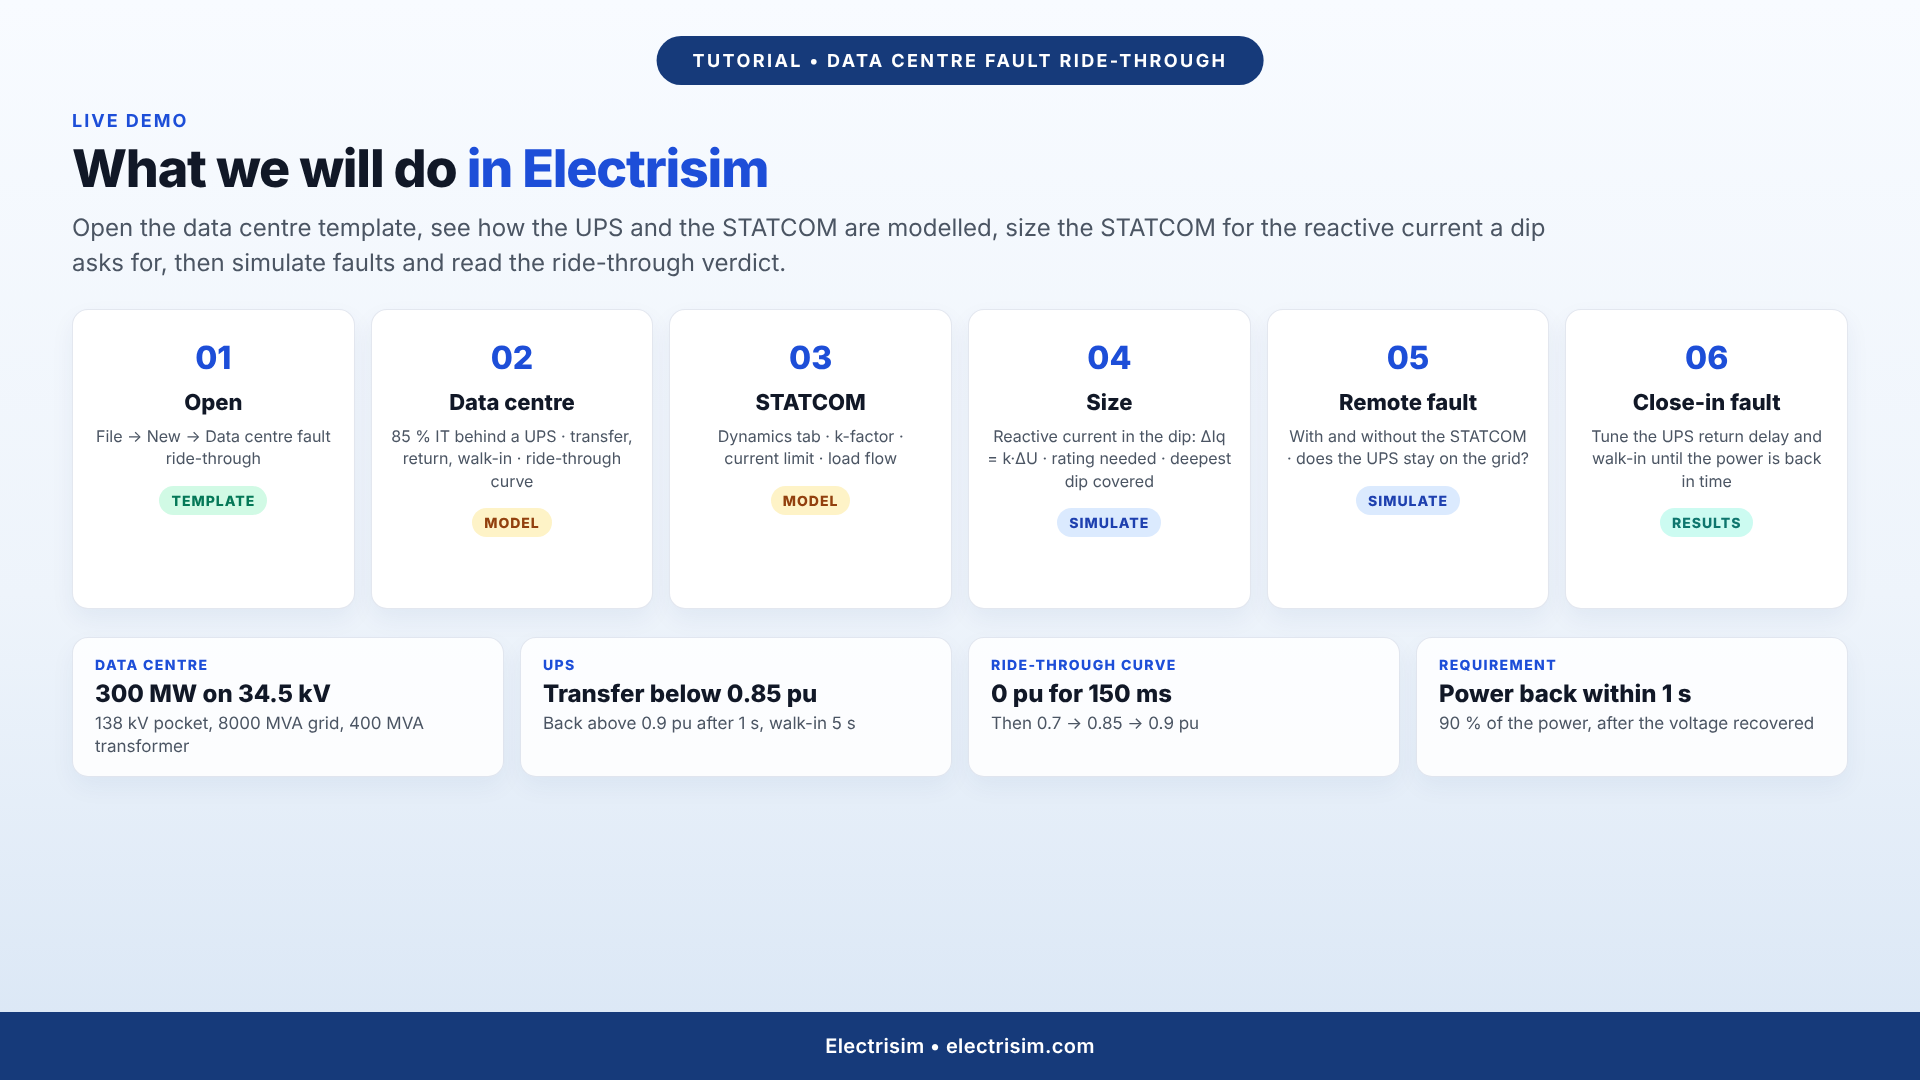 TUTORIAL • DATA CENTRE FAULT RIDE-THROUGH
LIVE DEMO
What we will do in Electrisim
Open the data centre template, see how the UPS and the STATCOM are modelled, size the STATCOM for the reactive current a dip
asks for, then simulate faults and read the ride-through verdict.
01
Open
File → New → Data centre fault
ride-through
TEMPLATE
02
Data centre
85 % IT behind a UPS · transfer,
return, walk-in · ride-through
curve
MODEL
03
STATCOM
Dynamics tab · k-factor ·
current limit · load flow
MODEL
04
Size
Reactive current in the dip: ΔIq
= k·ΔU · rating needed · deepest
dip covered
SIMULATE
05
Remote fault
With and without the STATCOM
· does the UPS stay on the grid?
SIMULATE
06
Close-in fault
Tune the UPS return delay and
walk-in until the power is back
in time
RESULTS
DATA CENTRE
300 MW on 34.5 kV
138 kV pocket, 8000 MVA grid, 400 MVA
transformer
UPS
Transfer below 0.85 pu
Back above 0.9 pu after 1 s, walk-in 5 s
RIDE-THROUGH CURVE
0 pu for 150 ms
Then 0.7 → 0.85 → 0.9 pu
REQUIREMENT
Power back within 1 s
90 % of the power, after the voltage recovered
Electrisim • electrisim.com